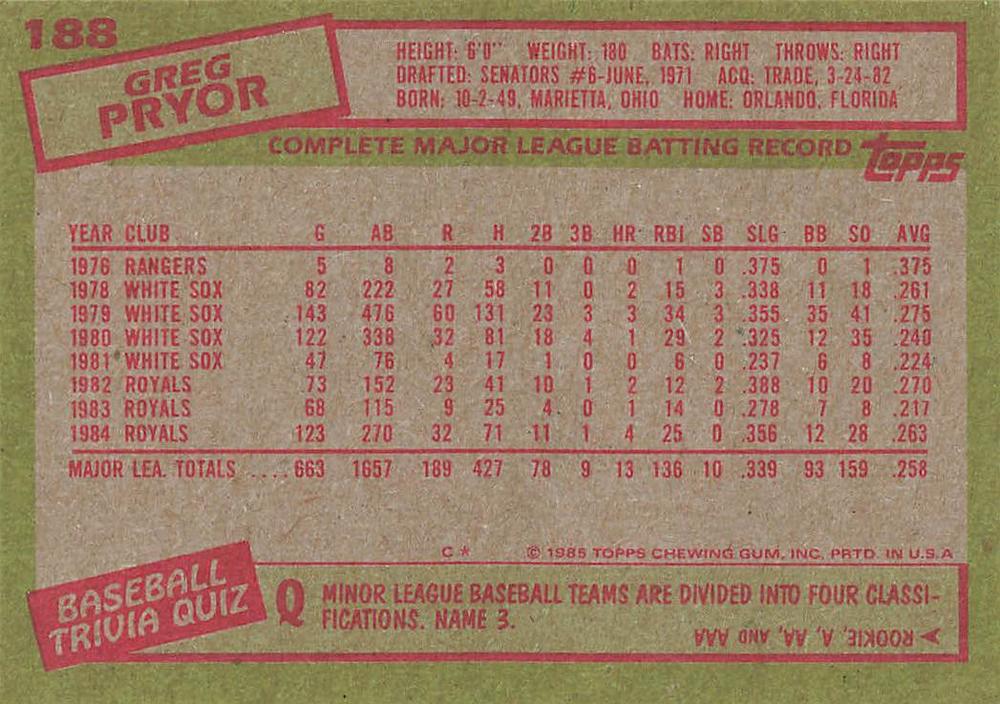 188
GREG
PRYOR
HEIGHT: 6'0" WEIGHT: 180 BATS: RIGHT THROWS: RIGHT
DRAFTED: SENATORS #6-JUNE, 1971 ACQ: TRADE, 3-24-82
BORN: 10-2-49, MARIETTA, OHIO HOME: ORLANDO, FLORIDA
COMPLETE MAJOR LEAGUE BATTING RECORD topps
YEAR CLUB G AB R H 2B 3B HR RBI SB SLG BB SO AVG
1976 RANGERS 5 8 2 3 0 0 0 1 0 .375 0 1 .375
1978 WHITE SOX 82 222 27 58 11 0 2 15 3 .338 11 18 .261
1979 WHITE SOX 143 476 60 131 23 3 3 34 3 .355 35 41 .275
1980 WHITE SOX 122 338 32 81 18 4 1 29 2 .325 12 35 .240
1981 WHITE SOX 47 76 4 17 1 0 0 6 0 .237 6 8 .224
1982 ROYALS 73 152 23 41 10 1 2 12 2 .388 10 20 .270
1983 ROYALS 68 115 9 25 4 0 1 14 0 .278 7 8 .217
1984 ROYALS 123 270 32 71 11 1 4 25 0 .356 12 28 .263
MAJOR LEA. TOTALS .... 663 1657 189 427 78 9 13 136 10 .339 93 159 .258
C* © 1985 TOPPS CHEWING GUM, INC. PRTD. IN U.S.A
BASEBALL
TRIVIA QUIZ
Q MINOR LEAGUE BASEBALL TEAMS ARE DIVIDED INTO FOUR CLASSI-
FICATIONS. NAME 3.
ROOKIE, A, AA, AND AAA